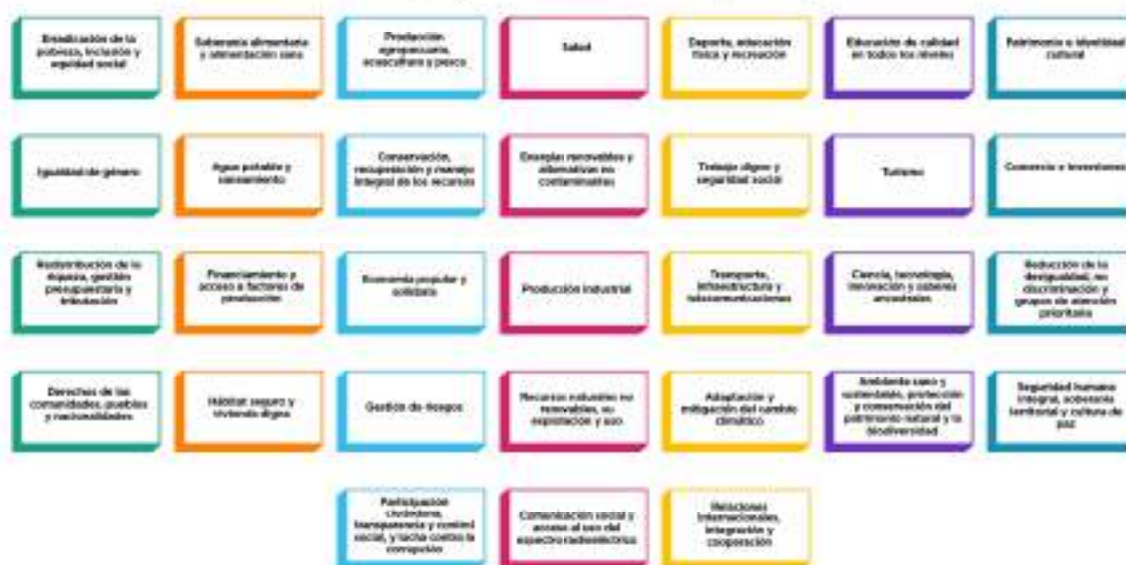 Erradicación de la
pobreza, inclusión y
equidad social
Soberanía alimentaria
y alimentación sana
Producción
agropecuaria,
acuacultura y pesca
Salud
Deporte, educación
física y recreación
Educación de calidad
en todos los niveles
Patrimonio e identidad
cultural
Igualdad de género
Agua potable y
saneamiento
Conservación,
recuperación y manejo
integral de los recursos
Energías renovables y
alternativas no
contaminantes
Trabajo digno y
seguridad social
Turismo
Comercio e inversiones
Redistribución de la
riqueza, gestión
presupuestaria y
tributación
Financiamiento y
acceso a factores de
producción
Economía popular y
solidaria
Producción industrial
Transporte,
infraestructura y
telecomunicaciones
Ciencia, tecnología,
innovación y saberes
ancestrales
Reducción de la
desigualdad, no
discriminación y
grupos de atención
prioritaria
Derechos de las
comunidades, pueblos
y nacionalidades
Hábitat seguro y
vivienda digna
Gestión de riesgos
Recursos naturales no
renovables, su
explotación y uso
Adaptación y
mitigación del cambio
climático
Ambiente sano y
sustentable, protección
y conservación del
patrimonio natural y la
biodiversidad
Seguridad humana
integral, soberanía
territorial y cultura de
paz
Participación
ciudadana,
transparencia y control
social, y lucha contra la
corrupción
Comunicación social y
acceso al uso del
espectro radioeléctrico
Relaciones
internacionales,
integración y
cooperación